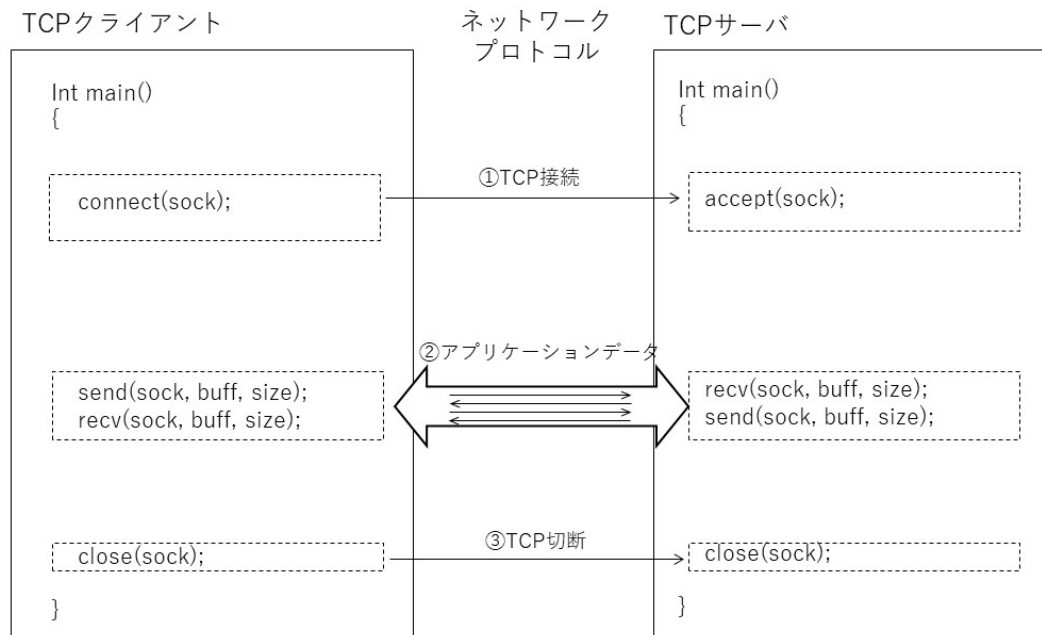 TCPクライアント
ネットワーク
プロトコル
TCPサーバ
Int main()
{
connect(sock);
send(sock, buff, size);
recv(sock, buff, size);
close(sock);
}
①TCP接続
②アプリケーションデータ
③TCP切断
Int main()
{
accept(sock);
recv(sock, buff, size);
send(sock, buff, size);
close(sock);
}